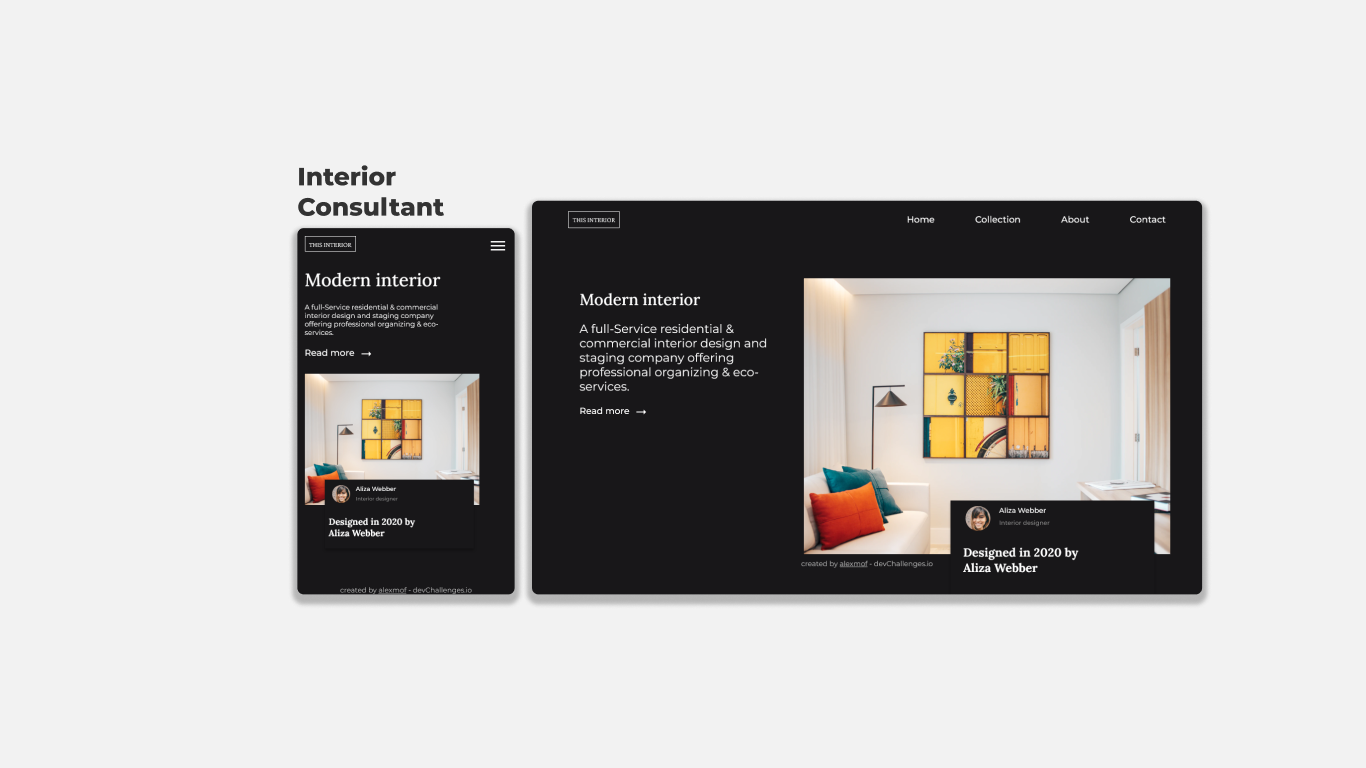 Interior
Consultant
THIS INTERIOR
Modern interior
A full-Service residential & commercial
interior design and staging company
offering professional organizing & eco-
services.
Read more
Aliza Webber
Interior designer
Designed in 2020 by
Aliza Webber
created by alexmof - devChallenges.io
THIS INTERIOR
Home Collection About Contact
Modern interior
A full-Service residential &
commercial interior design and
staging company offering
professional organizing & eco-
services.
Read more
Aliza Webber
Interior designer
Designed in 2020 by
Aliza Webber
created by alexmof - devChallenges.io